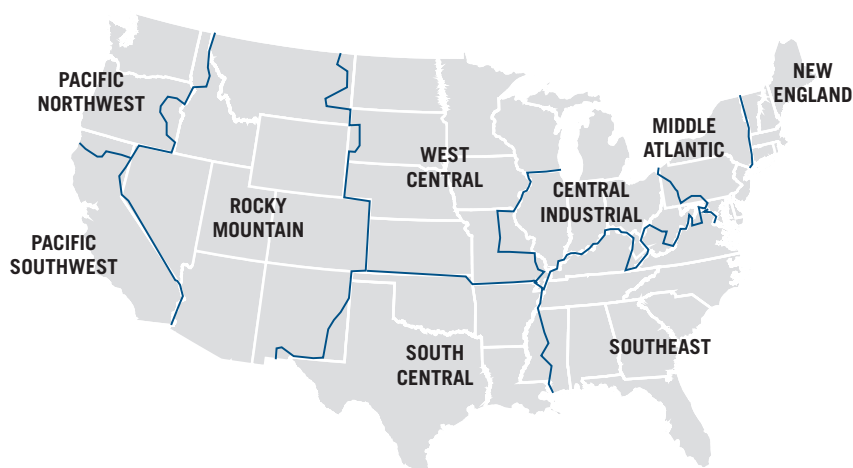 PACIFIC
NORTHWEST
NEW
ENGLAND
MIDDLE
ATLANTIC
WEST
CENTRAL
CENTRAL
INDUSTRIAL
ROCKY
MOUNTAIN
PACIFIC
SOUTHWEST
SOUTH
CENTRAL
SOUTHEAST